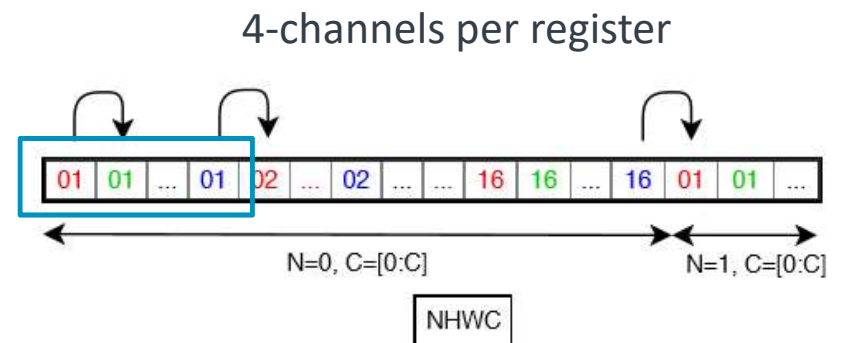 4-channels per register
01 01 ... 01 02 ... 02 ... ... 16 16 ... 16 01 01 ...
N=0, C=[0:C] N=1, C=[0:C]
NHWC